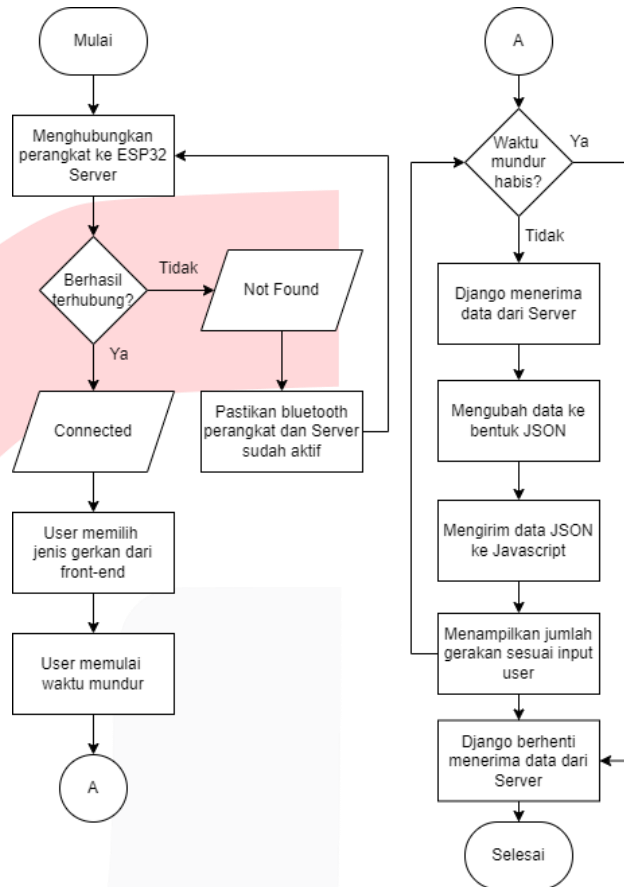 Mulai
Menghubungkan
perangkat ke ESP32
Server
Berhasil
terhubung?
Tidak
Not Found
Ya
Connected
Pastikan bluetooth
perangkat dan Server
sudah aktif
User memilih
jenis gerkan dari
front-end
User memulai
waktu mundur
A
A
Waktu
mundur
habis?
Ya
Tidak
Django menerima
data dari Server
Mengubah data ke
bentuk JSON
Mengirim data JSON
ke Javascript
Menampilkan jumlah
gerakan sesuai input
user
Django berhenti
menerima data dari
Server
Selesai